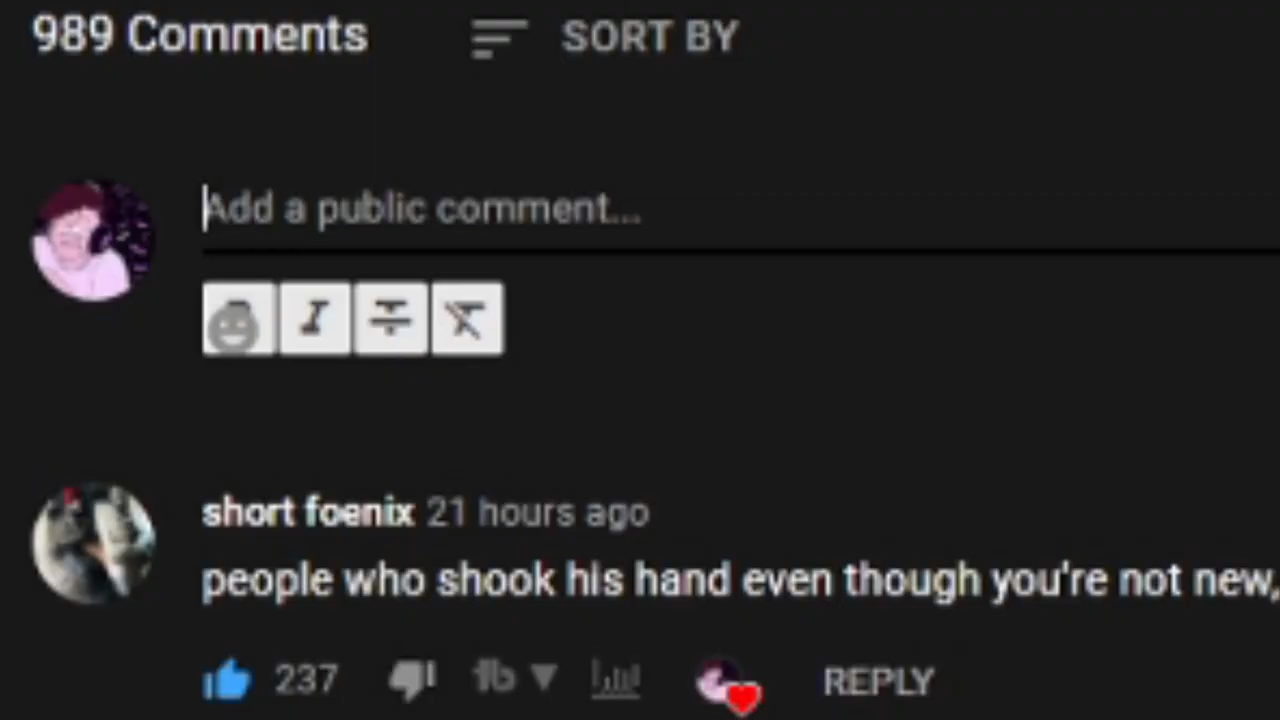 989 Comments SORT BY
Add a public comment...
short foenix 21 hours ago
people who shook his hand even though you're not new,
237 REPLY